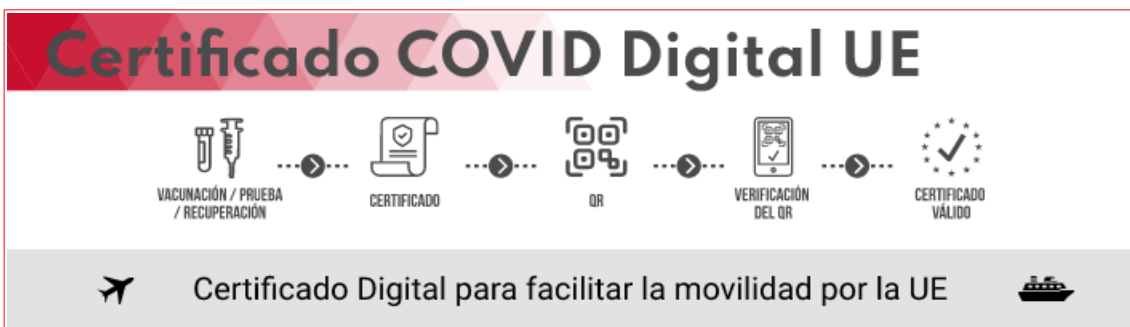 Certificado COVID Digital UE
VACUNACIÓN / PRUEBA
/ RECUPERACIÓN
CERTIFICADO
QR
VERIFICACIÓN
DEL QR
CERTIFICADO
VÁLIDO
Certificado Digital para facilitar la movilidad por la UE